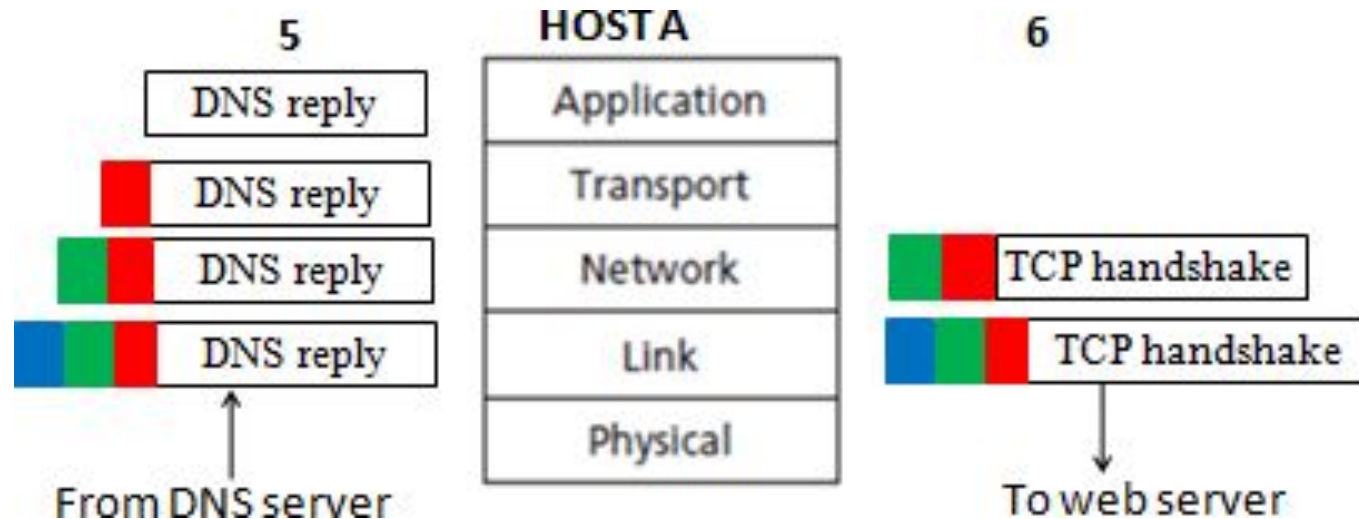 5
HOST A
6
DNS reply
Application
DNS reply
Transport
DNS reply
Network
TCP handshake
DNS reply
Link
TCP handshake
Physical
From DNS server
To web server